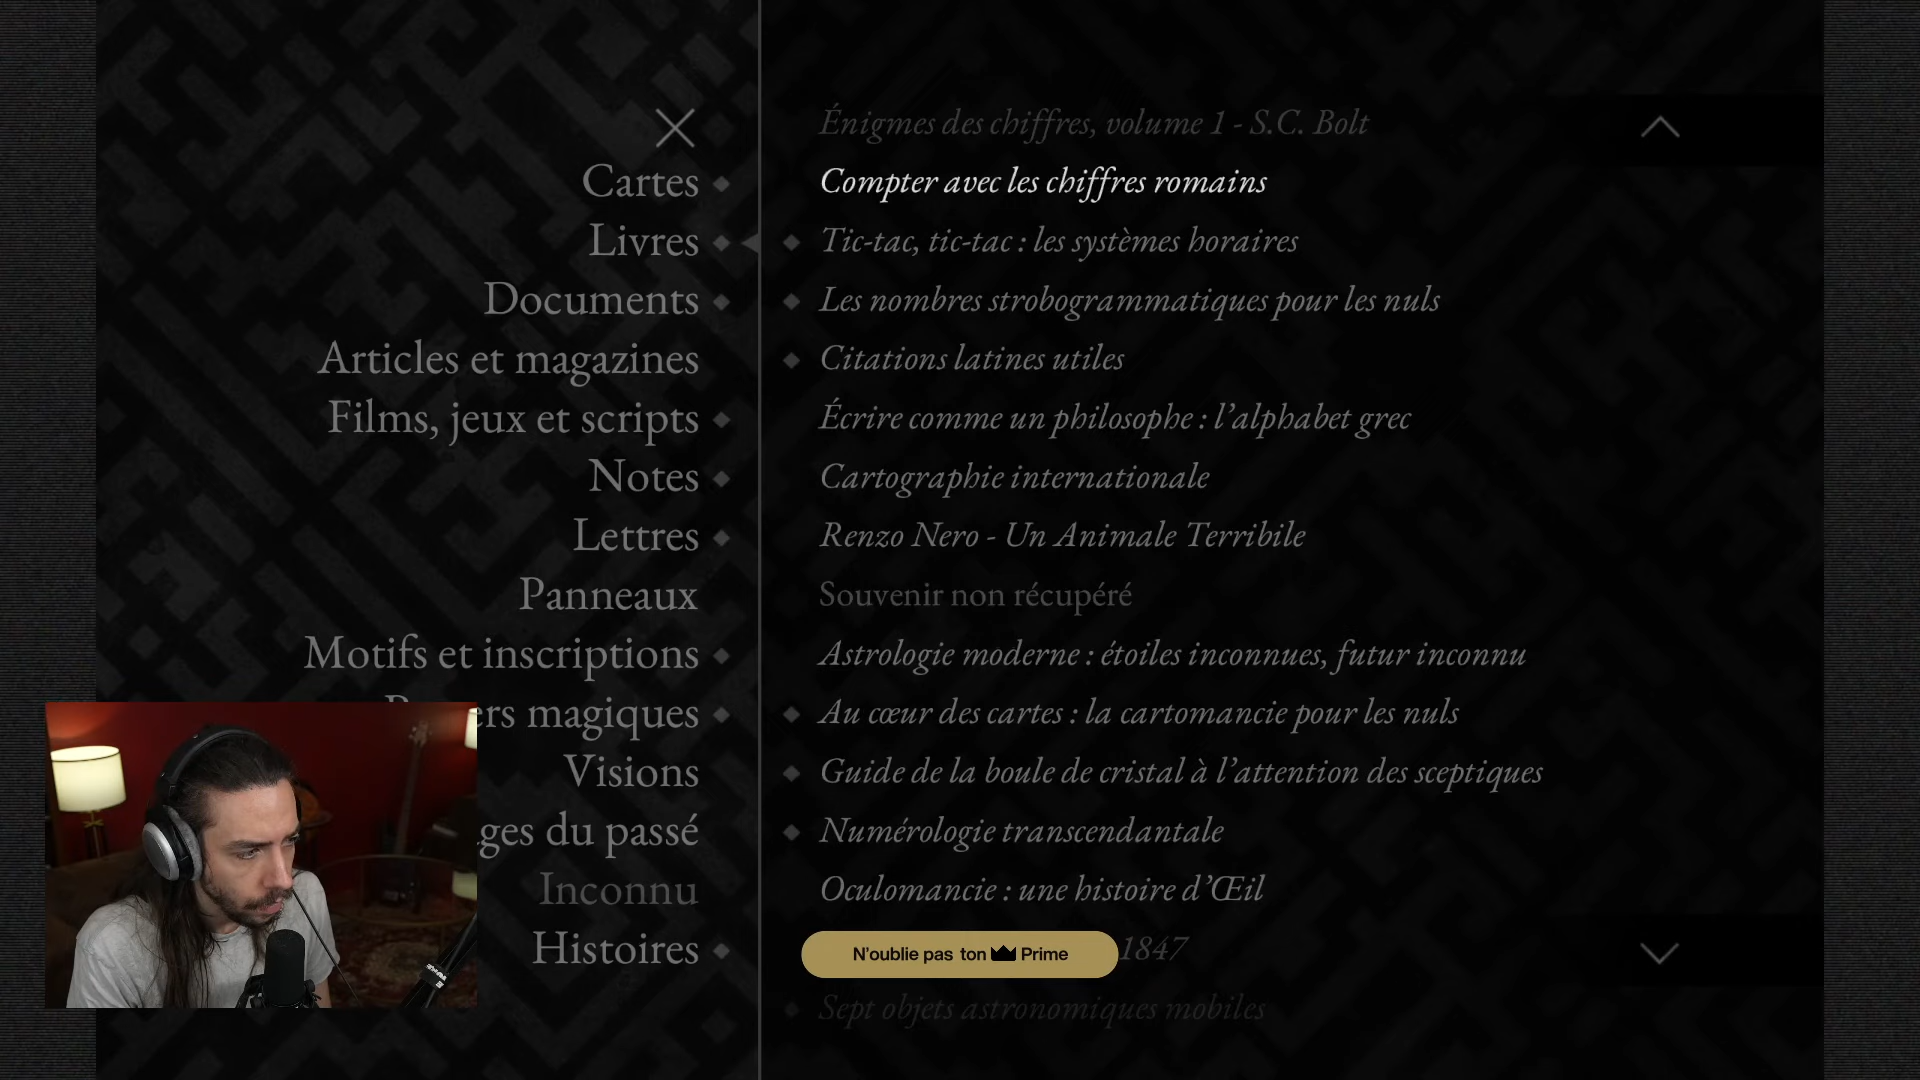 Cartes
Livres
Documents
Articles et magazines
Films, jeux et scripts
Notes
Lettres
Panneaux
Motifs et inscriptions
magiques
Visions
du passé
Inconnu
Histoires
Énigmes des chiffres, volume 1 - S.C. Bolt
Compter avec les chiffres romains
Tic-tac, tic-tac : les systèmes horaires
Les nombres strobogrammatiques pour les nuls
Citations latines utiles
Écrire comme un philosophe : l’alphabet grec
Cartographie internationale
Renzo Nero - Un Animale Terribile
Souvenir non récupéré
Astrologie moderne : étoiles inconnues, futur inconnu
Au cœur des cartes : la cartomancie pour les nuls
Guide de la boule de cristal à l’attention des sceptiques
Numérologie transcendantale
Oculomancie : une histoire d’Œil
1847
Sept objets astronomiques mobiles
N'oublie pas ton Prime